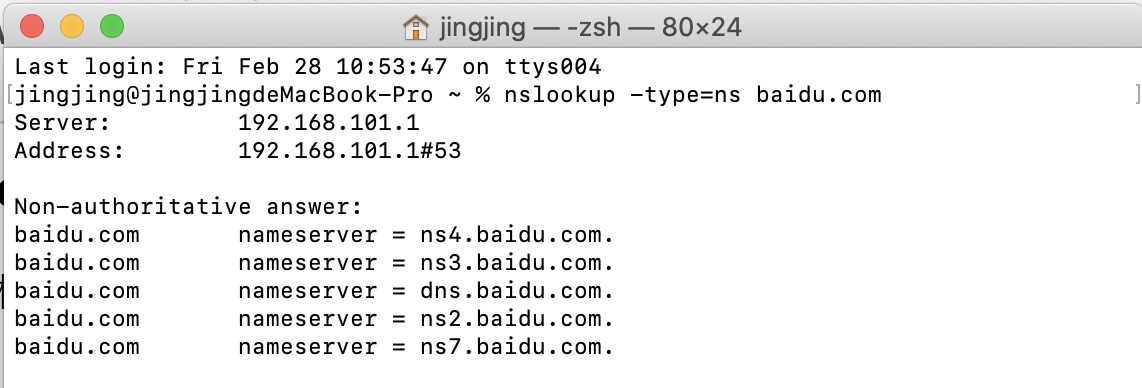 jingjing — -zsh — 80×24
Last login: Fri Feb 28 10:53:47 on ttys004
[jingjing@jingjingdeMacBook-Pro ~ % nslookup -type=ns baidu.com ]
Server: 192.168.101.1
Address: 192.168.101.1#53
Non-authoritative answer:
baidu.com nameserver = ns4.baidu.com.
baidu.com nameserver = ns3.baidu.com.
baidu.com nameserver = dns.baidu.com.
baidu.com nameserver = ns2.baidu.com.
baidu.com nameserver = ns7.baidu.com.